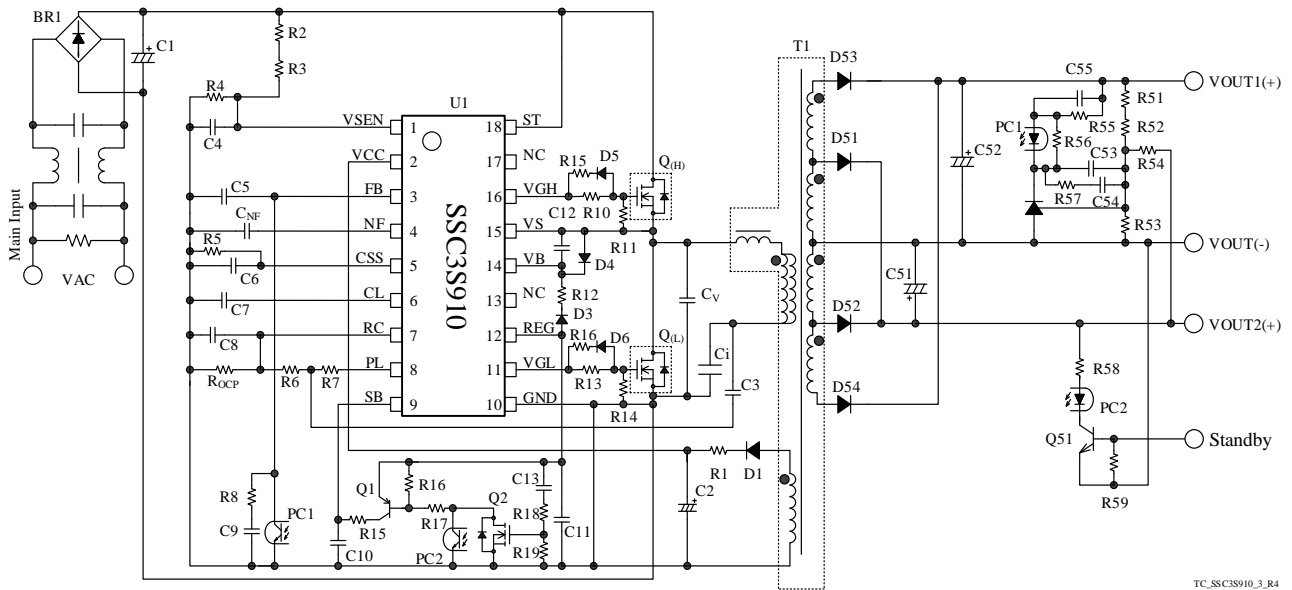 BR1
C1
R2
R3
R4
C4
U1
T1
D53
C55
VOUT1(+)
R51
R55
R52
PC1
R56
C53
R54
C52
R57
C54
R53
D51
VSEN
1
18
ST
VCC
2
17
NC
R15
D5
Q(H)
C5
FB
3
16
VGH
C12
R10
CNF
NF
4
15
VS
R11
VOUT(-)
R5
C6
CSS
5
14
VB
D4
C51
Main Input
VAC
SSC3S910
R12
C7
CL
6
13
NC
D3
CV
C8
RC
7
12
REG
R16
D6
Q(L)
D52
VOUT2(+)
ROCP
R6
R7
PL
8
11
VGL
R13
Ci
C3
R58
SB
9
10
GND
R14
D54
PC2
Q51
Standby
R59
R1
D1
C2
R8
C9
PC1
Q1
R16
R15
C10
R17
PC2
Q2
C13
R18
R19
C11
TC_SSC3S910_3_R4